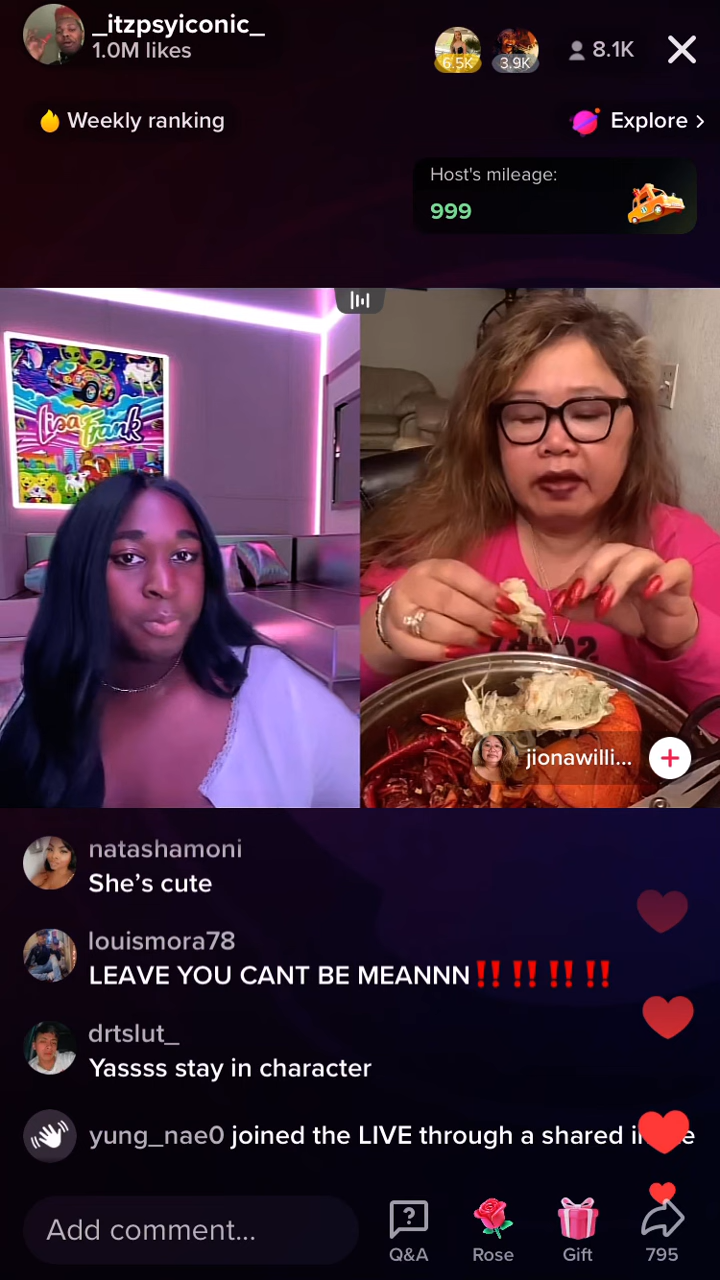 _itzpsyiconic_
1.0M likes
6.5K
3.9K
8.1K
Weekly ranking
Explore >
Host's mileage:
999
Lisa Frank
jionawilli...
natashamoni
She's cute
louismora78
LEAVE YOU CANT BE MEANNN‼️‼️‼️‼️
drtslut_
Yassss stay in character
yung_nae0 joined the LIVE through a shared
Add comment...
Q&A
Rose
Gift
795